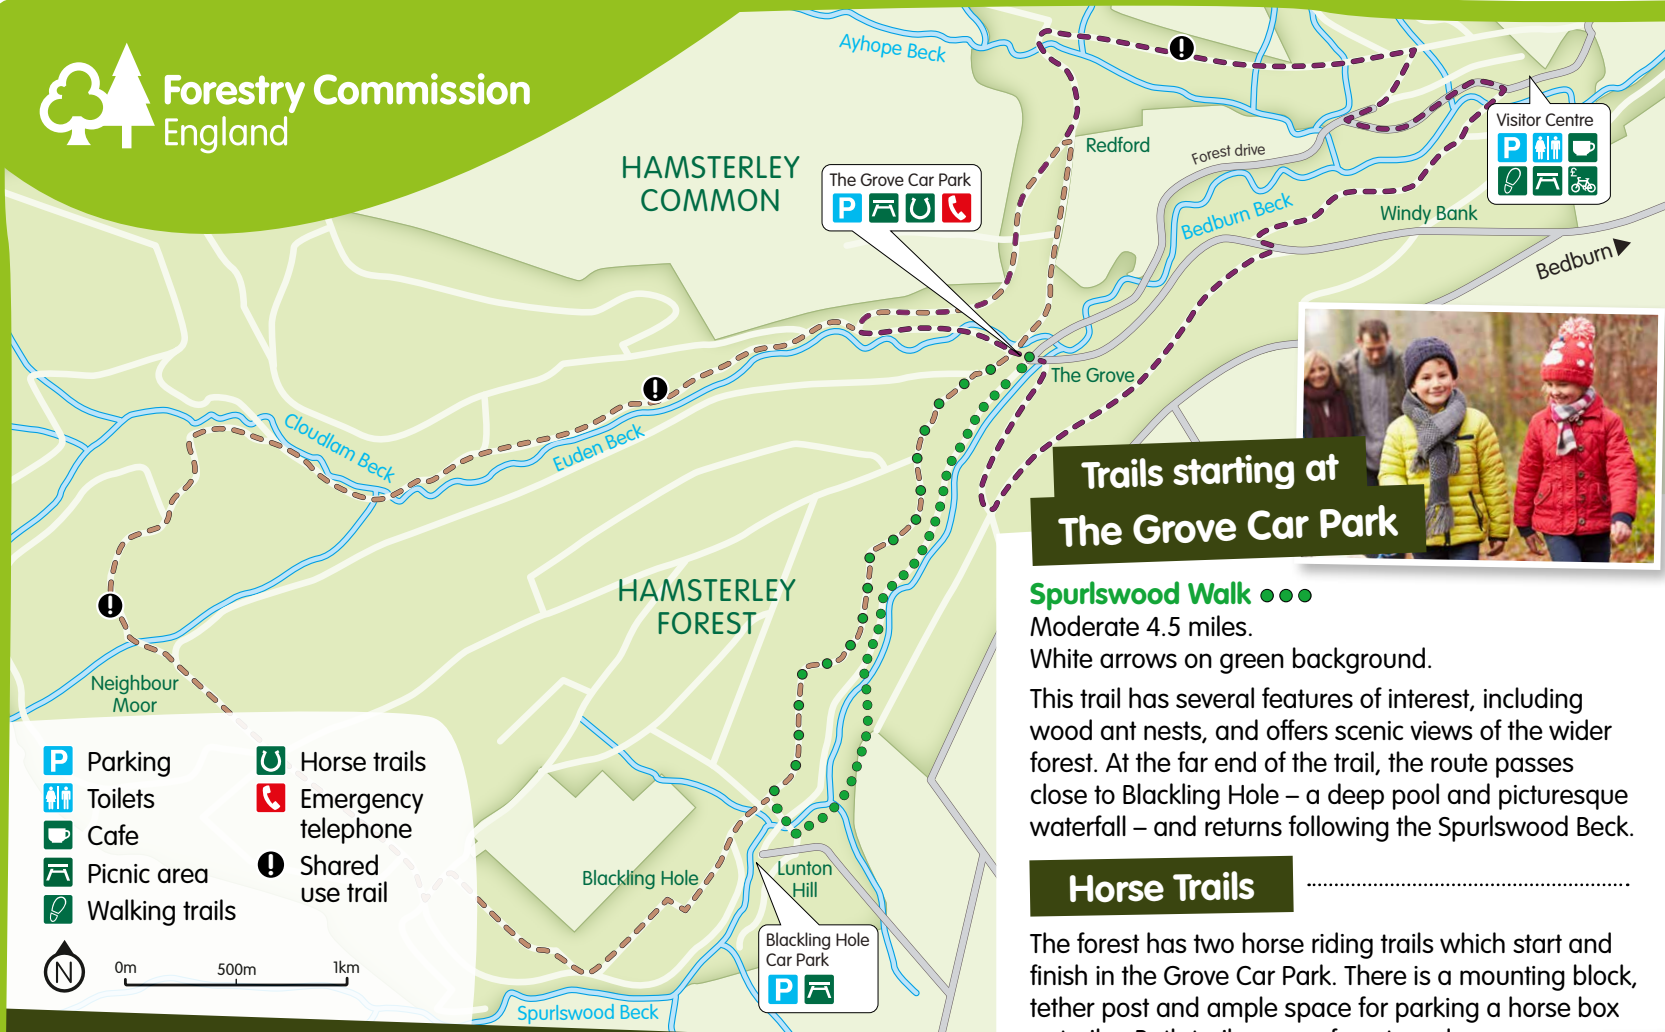 Forestry Commission
England
Ayhope Beck
HAMSTERLEY
COMMON
The Grove Car Park
P
Redford
Forest drive
Bedburn Beck
Visitor Centre
P
£
Windy Bank
Bedburn
The Grove
Cloudlam Beck
Euden Beck
HAMSTERLEY
FOREST
Neighbour
Moor
Blackling Hole
Lunton
Hill
Blackling Hole
Car Park
P
Spurlswood Beck
P Parking
Toilets
Cafe
Picnic area
Walking trails
Horse trails
Emergency
telephone
Shared
use trail
N
0m 500m 1km
Trails starting at
The Grove Car Park
Spurlswood Walk
Moderate 4.5 miles.
White arrows on green background.
This trail has several features of interest, including
wood ant nests, and offers scenic views of the wider
forest. At the far end of the trail, the route passes
close to Blackling Hole – a deep pool and picturesque
waterfall – and returns following the Spurlswood Beck.
Horse Trails
The forest has two horse riding trails which start and
finish in the Grove Car Park. There is a mounting block,
tether post and ample space for parking a horse box